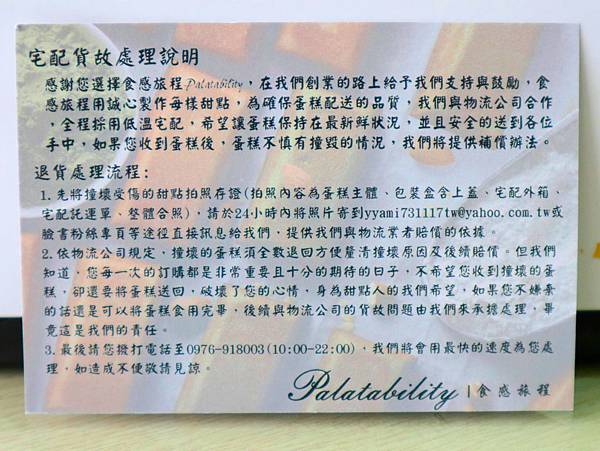 宅配貨故處理說明
感謝您選擇食感旅程Palatability，在我們創業的路上給予我們支持與鼓勵，食
感旅程用誠心製作每樣甜點，為確保蛋糕配送的品質，我們與物流公司合作
，全程採用低溫宅配，希望讓蛋糕保持在最新鮮狀況，並且安全的送到各位
手中，如果您收到蛋糕後，蛋糕不慎有撞毀的情況，我們將提供補償辦法。
退貨處理流程：
1.先將撞壞受傷的甜點拍照存證(拍照內容為蛋糕主體、包裝盒含上蓋、宅配外箱、
宅配託運單、整體合照)，請於24小時內將照片寄到yyami731117tw@yahoo.com.tw或
臉書粉絲專頁等途徑直接訊息給我們，提供我們與物流業者賠償的依據。
2.依物流公司規定，撞壞的蛋糕須全數退回方便釐清撞壞原因及後續賠償。但我們
知道，您每一次的訂購都是非常重要且十分的期待的日子，不希望您收到撞壞的蛋
糕，卻還要將蛋糕送回，破壞了您的心情，身為甜點人的我們希望，如果您不嫌棄
的話還是可以將蛋糕食用完畢，後續與物流公司的貨故問題由我們來承擔處理，畢
竟這是我們的責任。
3.最後請您撥打電話至0976-918003(10:00-22:00)，我們將會用最快的速度為您處
理，如造成不便敬請見諒。
Palatability|食感旅程